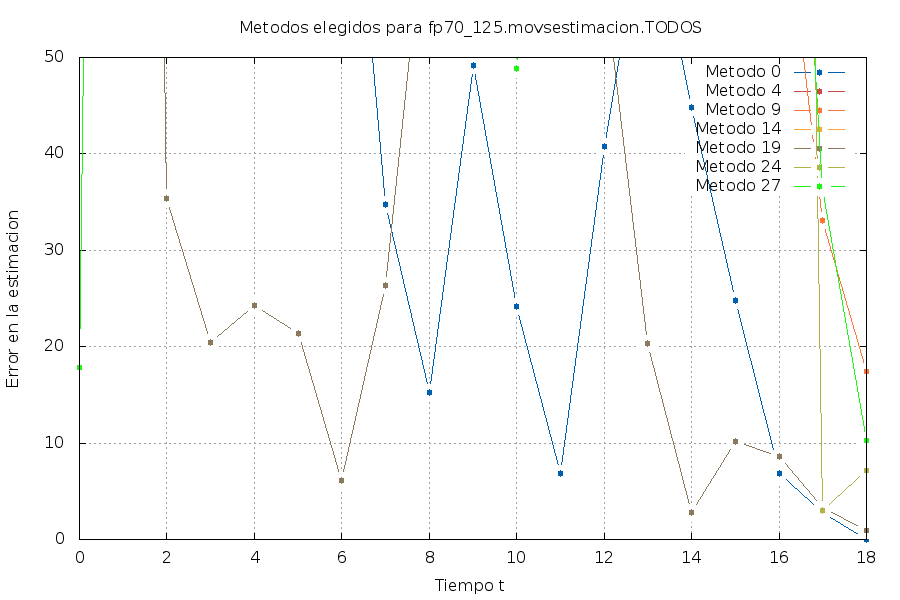 Metodos elegidos para fp70_125.movsestimacion.TODOS
50
40
30
20
10
0
Error en la estimacion
Metodo 0
Metodo 4
Metodo 9
Metodo 14
Metodo 19
Metodo 24
Metodo 27
0 2 4 6 8 10 12 14 16 18
Tiempo t